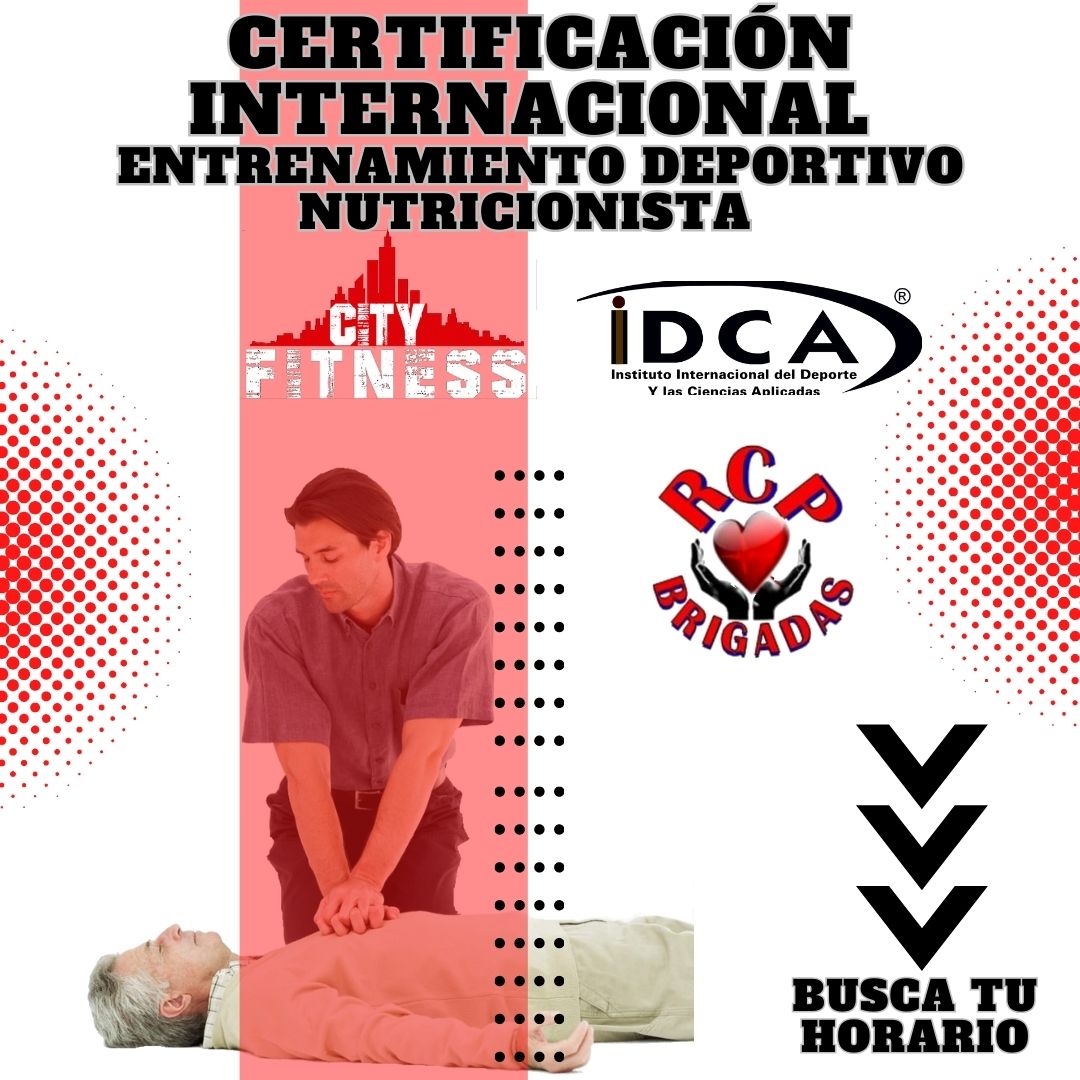 CERTIFICACIÓN
INTERNACIONAL
ENTRENAMIENTO DEPORTIVO
NUTRICIONISTA
CITY
FITNESS
iDCA ®
Instituto Internacional del Deporte
Y las Ciencias Aplicadas
RCP
BRIGADAS
BUSCA TU
HORARIO